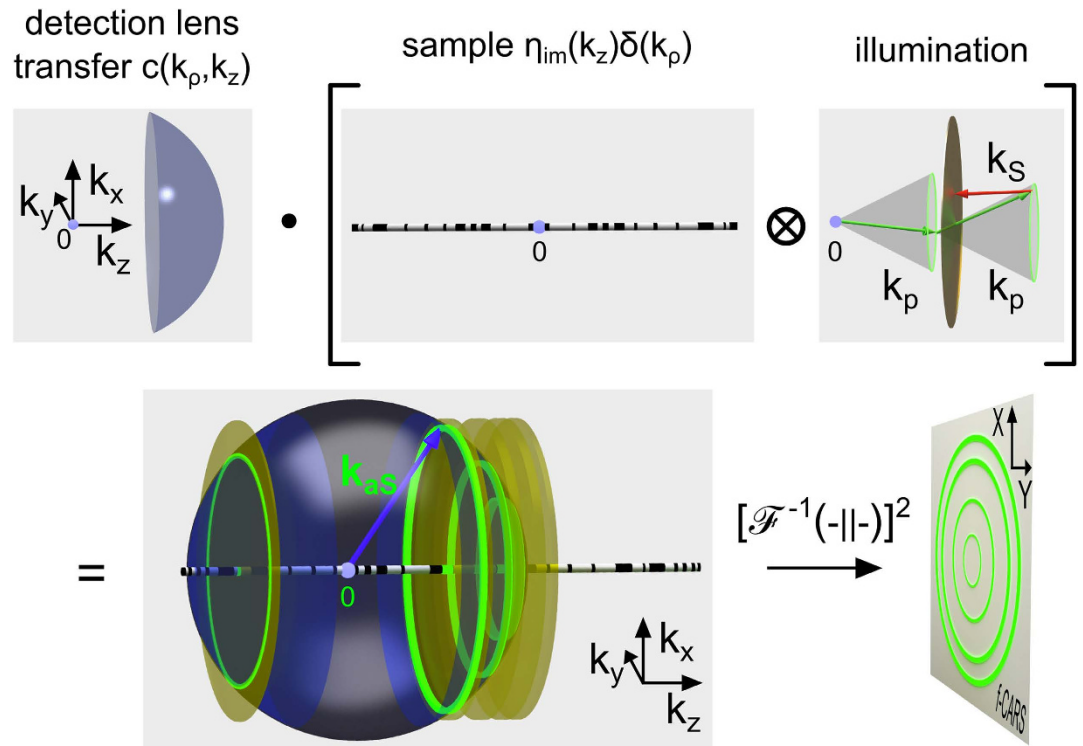 detection lens
transfer c(kρ,kz)
sample ηim(kz)δ(kρ)
illumination
kx
ky
0
kz
•
0
⊗
kS
0
kp
kp
=
kaS
0
kx
ky
kz
[ℱ⁻¹(-||-)]²
X
Y
f-CARS